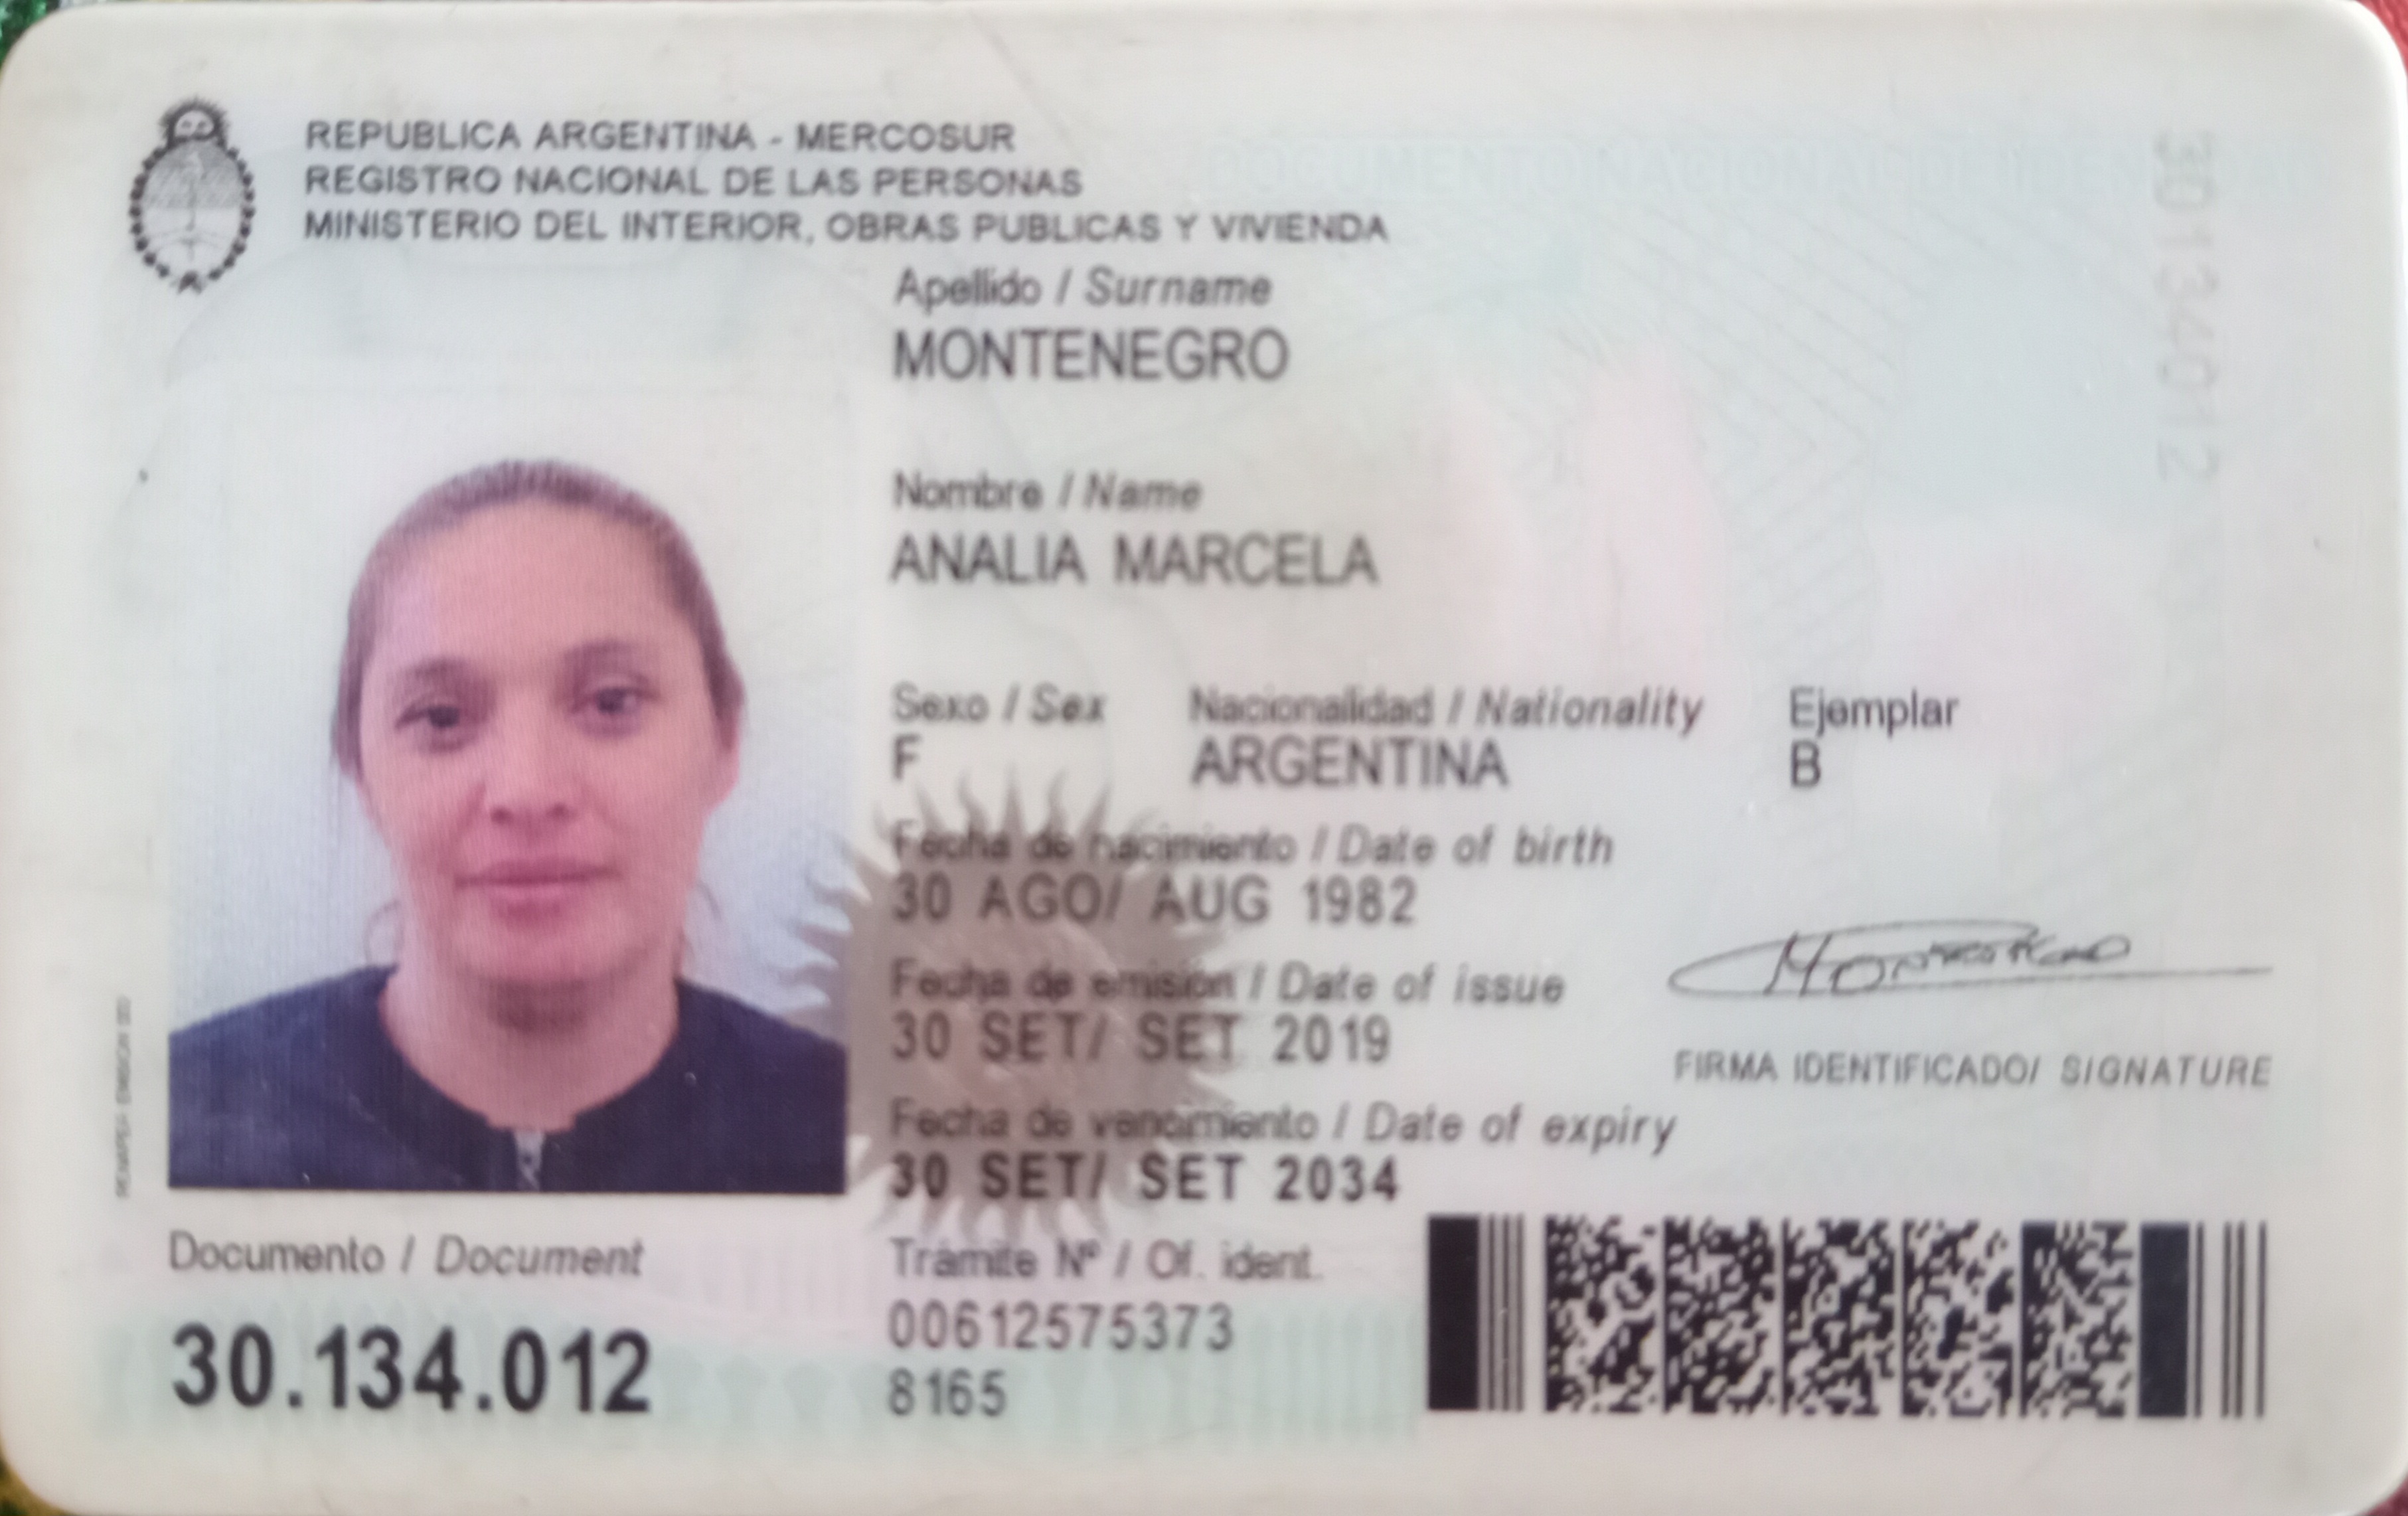 REPUBLICA ARGENTINA - MERCOSUR
REGISTRO NACIONAL DE LAS PERSONAS
MINISTERIO DEL INTERIOR, OBRAS PUBLICAS Y VIVIENDA
DOCUMENTO NACIONAL DE IDEN
30134012
Apellido / Surname
MONTENEGRO
Nombre / Name
ANALIA MARCELA
Sexo / Sex Nacionalidad / Nationality Ejemplar
F ARGENTINA B
Fecha de nacimiento / Date of birth
30 AGO/ AUG 1982
Fecha de emisión / Date of issue
30 SET/ SET 2019
FIRMA IDENTIFICADO/ SIGNATURE
Fecha de vencimiento / Date of expiry
30 SET/ SET 2034
Documento / Document
30.134.012
Trámite Nº / Of. ident.
00612575373
8165